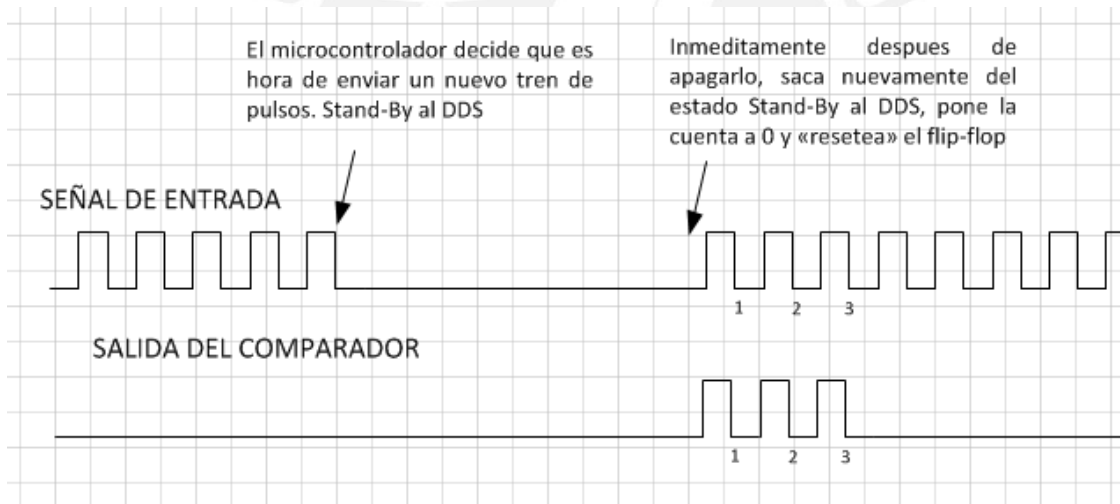 El microcontrolador decide que es
hora de enviar un nuevo tren de
pulsos. Stand-By al DDS
Inmeditamente despues de
apagarlo, saca nuevamente del
estado Stand-By al DDS, pone la
cuenta a 0 y «resetea» el flip-flop
SEÑAL DE ENTRADA
1 2 3
SALIDA DEL COMPARADOR
1 2 3